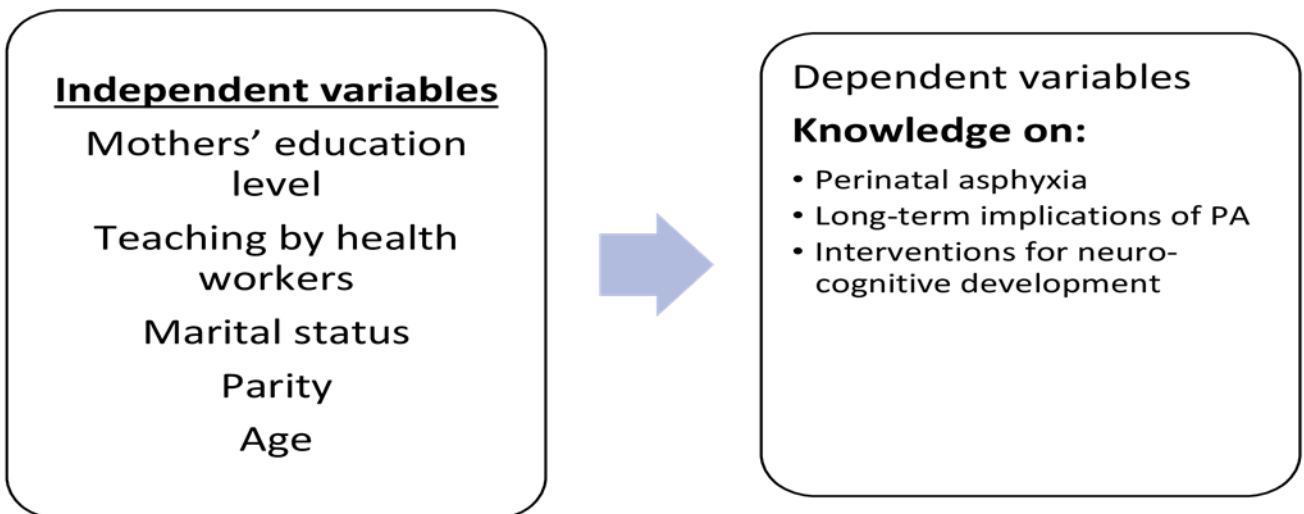 Independent variables
Mothers’ education
level
Teaching by health
workers
Marital status
Parity
Age
Dependent variables
Knowledge on:
• Perinatal asphyxia
• Long-term implications of PA
• Interventions for neuro-
cognitive development